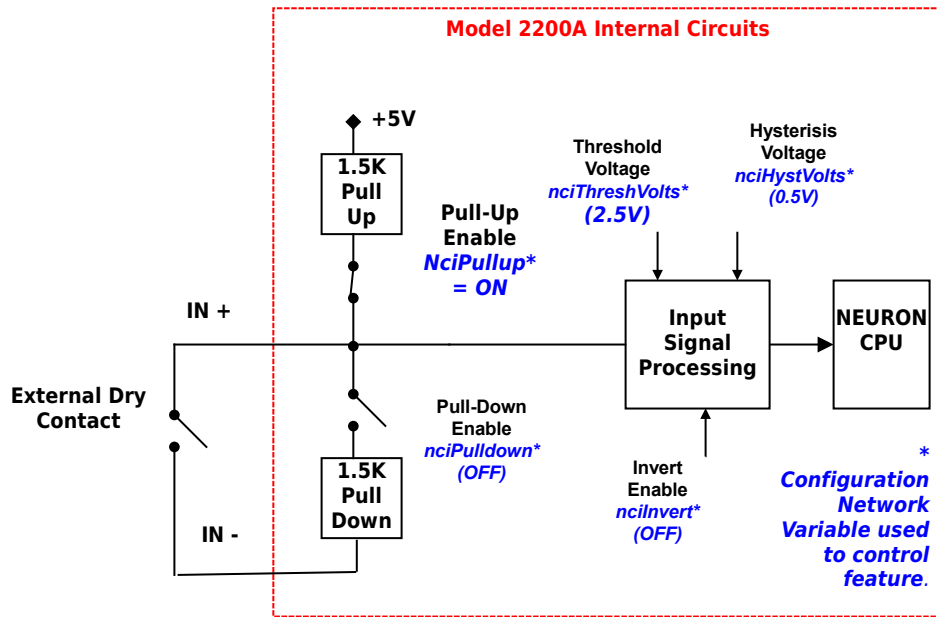 Model 2200A Internal Circuits
+5V
1.5K
Pull
Up
Pull-Up
Enable
NciPullup*
= ON
Threshold
Voltage
nciThreshVolts*
(2.5V)
Hysterisis
Voltage
nciHystVolts*
(0.5V)
IN +
Input
Signal
Processing
NEURON
CPU
External Dry
Contact
Pull-Down
Enable
nciPulldown*
(OFF)
1.5K
Pull
Down
IN -
Invert
Enable
nciInvert*
(OFF)
*
Configuration
Network
Variable used
to control
feature.